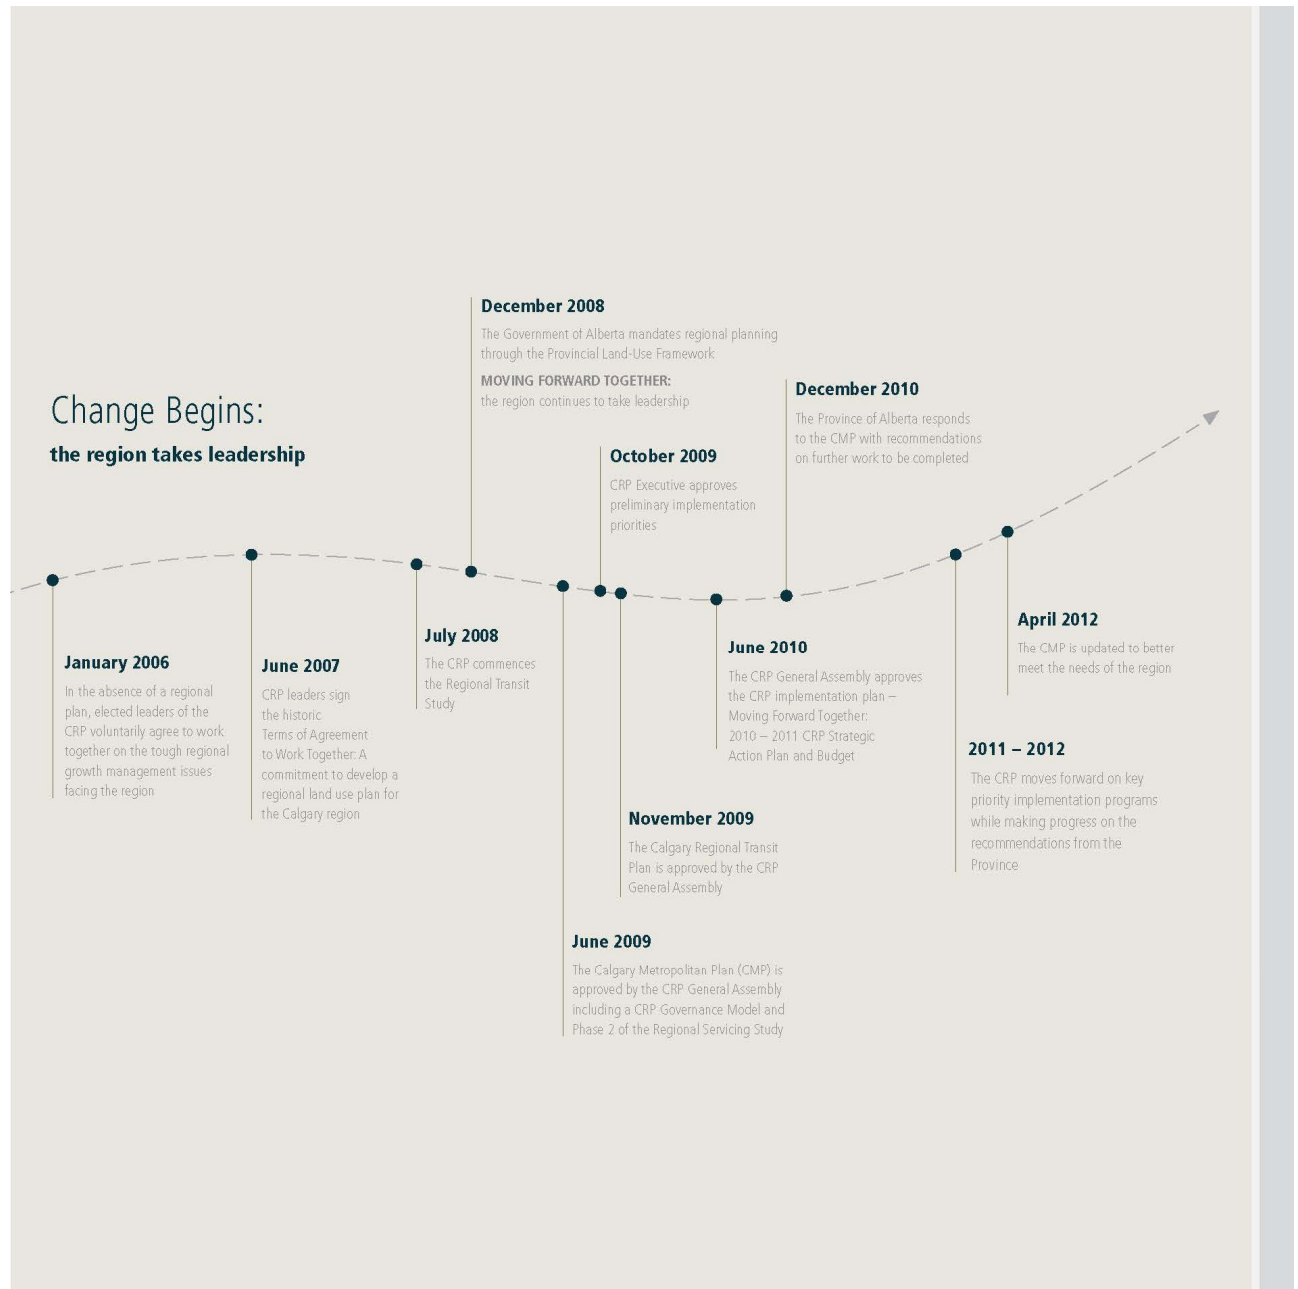 Change Begins:
the region takes leadership
January 2006
In the absence of a regional
plan, elected leaders of the
CRP voluntarily agree to work
together on the tough regional
growth management issues
facing the region
June 2007
CRP leaders sign
the historic
Terms of Agreement
to Work Together: A
commitment to develop a
regional land use plan for
the Calgary region
July 2008
The CRP commences
the Regional Transit
Study
December 2008
The Government of Alberta mandates regional planning
through the Provincial Land-Use Framework
MOVING FORWARD TOGETHER:
the region continues to take leadership
June 2009
The Calgary Metropolitan Plan (CMP) is
approved by the CRP General Assembly
including a CRP Governance Model and
Phase 2 of the Regional Servicing Study
October 2009
CRP Executive approves
preliminary implementation
priorities
November 2009
The Calgary Regional Transit
Plan is approved by the CRP
General Assembly
June 2010
The CRP General Assembly approves
the CRP implementation plan –
Moving Forward Together:
2010 – 2011 CRP Strategic
Action Plan and Budget
December 2010
The Province of Alberta responds
to the CMP with recommendations
on further work to be completed
2011 – 2012
The CRP moves forward on key
priority implementation programs
while making progress on the
recommendations from the
Province
April 2012
The CMP is updated to better
meet the needs of the region